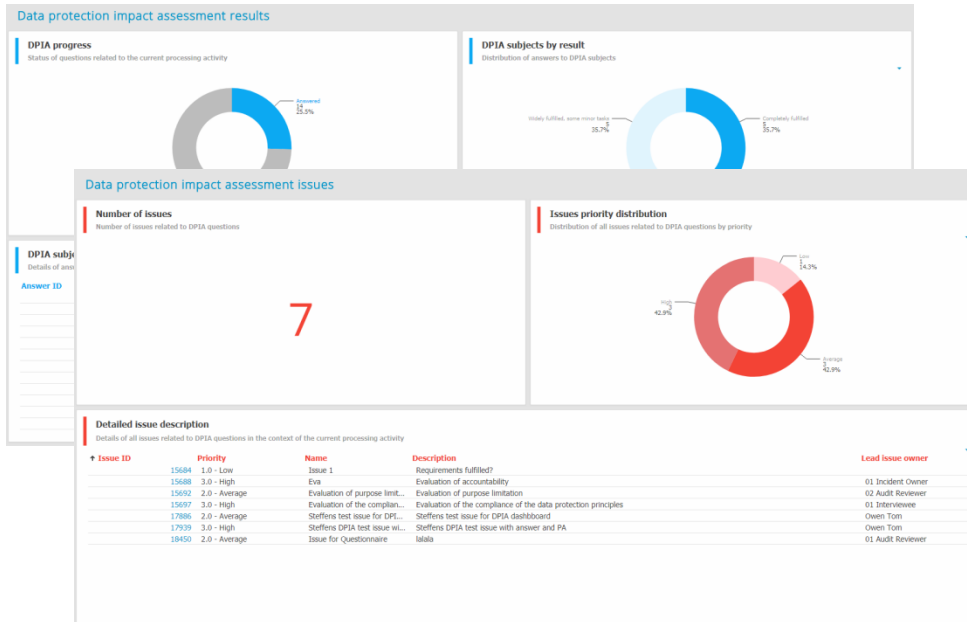 Data protection impact assessment results
DPIA progress
Status of questions related to the current processing activity
Answered
14
25.5%
DPIA subjects by result
Distribution of answers to DPIA subjects
Widely fulfilled, some minor tasks
5
35.7%
Completely fulfilled
5
35.7%
DPIA subje
Details of answ
Answer ID
Data protection impact assessment issues
Number of issues
Number of issues related to DPIA questions
7
Issues priority distribution
Distribution of all issues related to DPIA questions by priority
Low
1
14.3%
High
3
42.9%
Average
3
42.9%
Detailed issue description
Details of all issues related to DPIA questions in the context of the current processing activity
↑ Issue ID Priority Name Description Lead issue owner
15684 1.0 - Low Issue 1 Requirements fulfilled?
15688 3.0 - High Eva Evaluation of accountability 01 Incident Owner
15692 2.0 - Average Evaluation of purpose limit... Evaluation of purpose limitation 02 Audit Reviewer
15697 3.0 - High Evaluation of the complian... Evaluation of the compliance of the data protection principles 01 Interviewee
17886 2.0 - Average Steffens test issue for DPI... Steffens test issue for DPIA dashbboard Owen Tom
17939 3.0 - High Steffens DPIA test issue wi... Steffens DPIA test issue with answer and PA Owen Tom
18450 2.0 - Average Issue for Questionnaire lalala 01 Audit Reviewer